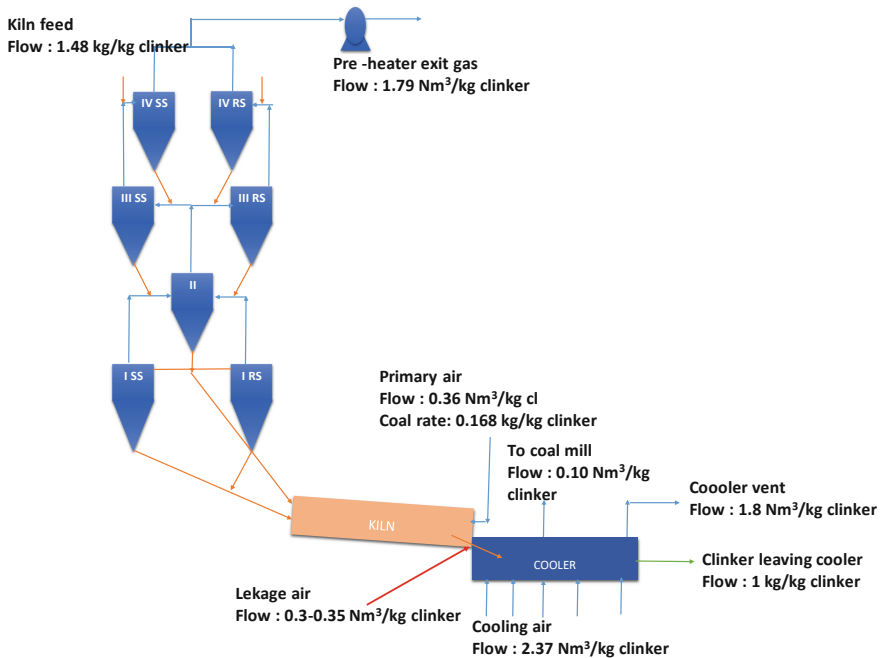 Kiln feed
Flow : 1.48 kg/kg clinker
Pre -heater exit gas
Flow : 1.79 Nm³/kg clinker
IV SS
IV RS
III SS
III RS
II
I SS
I RS
Primary air
Flow : 0.36 Nm³/kg cl
Coal rate: 0.168 kg/kg clinker
To coal mill
Flow : 0.10 Nm³/kg
clinker
Coooler vent
Flow : 1.8 Nm³/kg clinker
KILN
COOLER
Clinker leaving cooler
Flow : 1 kg/kg clinker
Lekage air
Flow : 0.3-0.35 Nm³/kg clinker
Cooling air
Flow : 2.37 Nm³/kg clinker